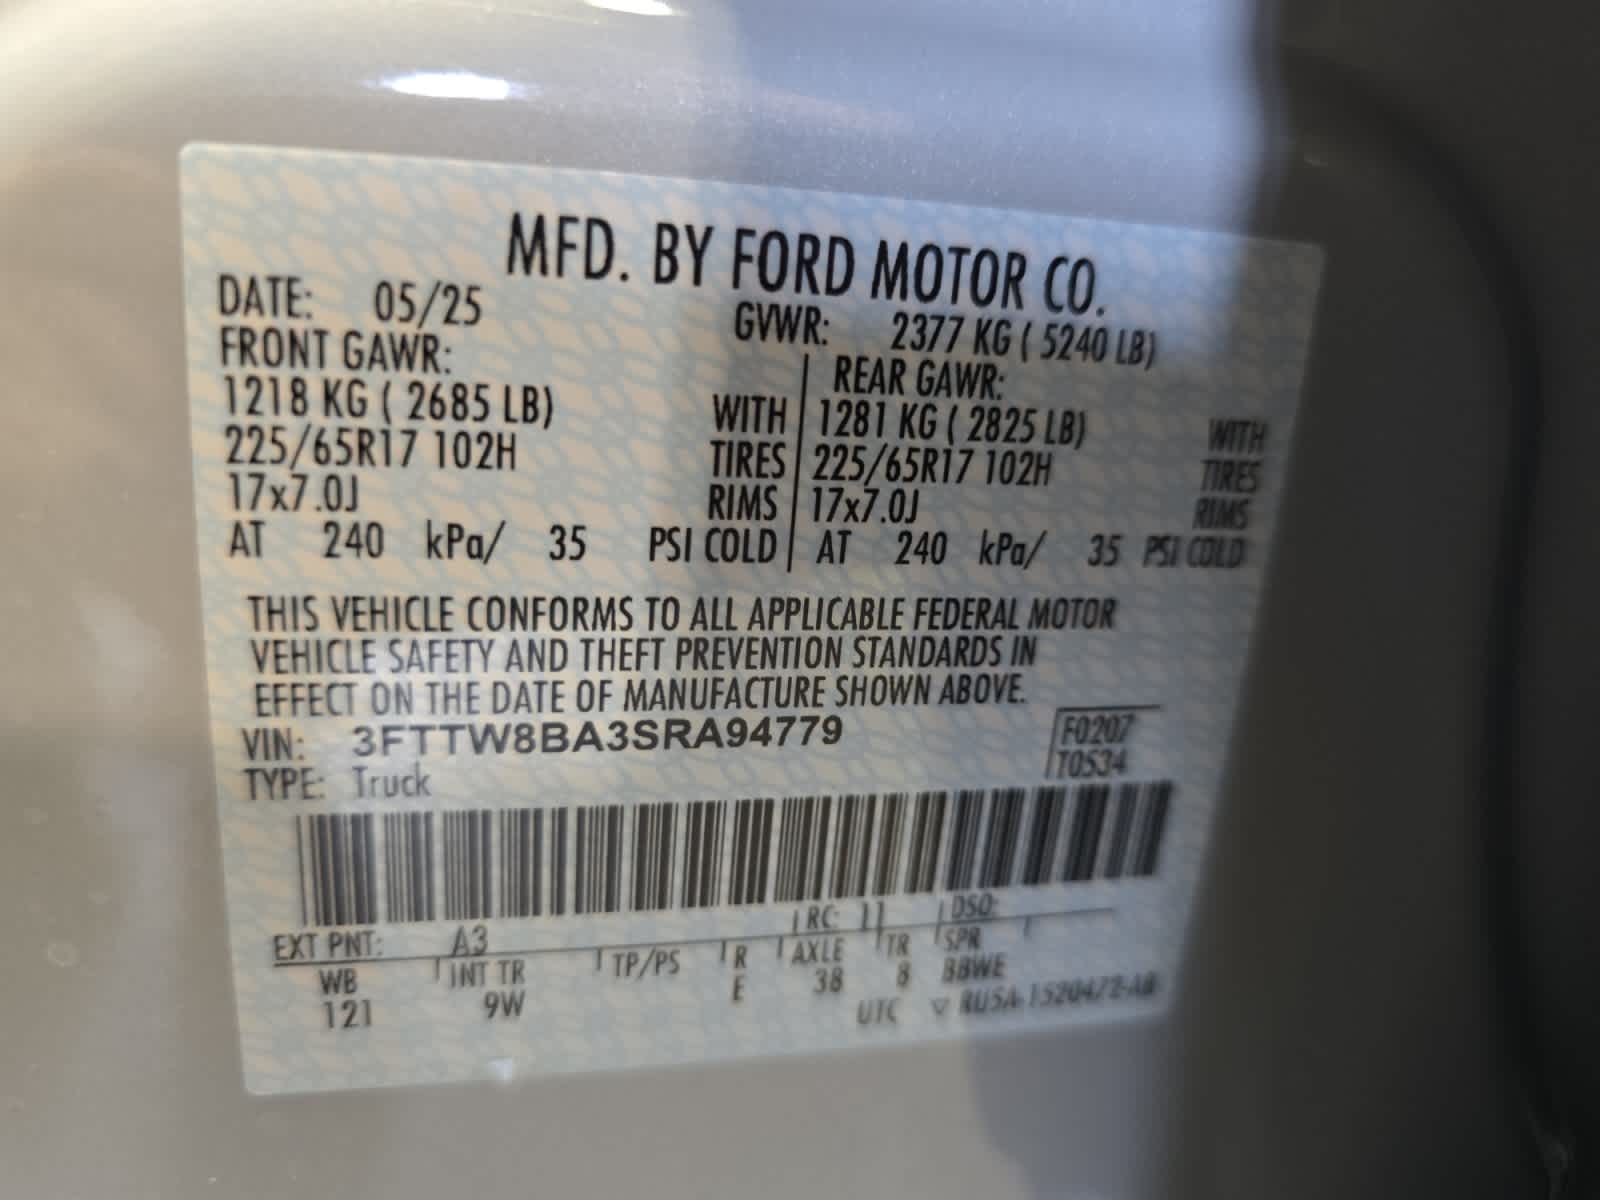 MFD. BY FORD MOTOR CO.
DATE: 05/25 GVWR: 2377 KG ( 5240 LB)
FRONT GAWR: REAR GAWR:
1218 KG ( 2685 LB) WITH 1281 KG ( 2825 LB) WITH
225/65R17 102H TIRES 225/65R17 102H TIRES
17x7.0J RIMS 17x7.0J RIMS
AT 240 kPa/ 35 PSI COLD AT 240 kPa/ 35 PSI COLD
THIS VEHICLE CONFORMS TO ALL APPLICABLE FEDERAL MOTOR
VEHICLE SAFETY AND THEFT PREVENTION STANDARDS IN
EFFECT ON THE DATE OF MANUFACTURE SHOWN ABOVE.
VIN: 3FTTW8BA3SRA94779 F0207
TYPE: Truck T0534
EXT PNT: A3 RC: 11 DSO:
WB INT TR TP/PS R AXLE TR SPR
121 9W E 38 8 BBWE
UTC ▽ RUSA-1520472-AB